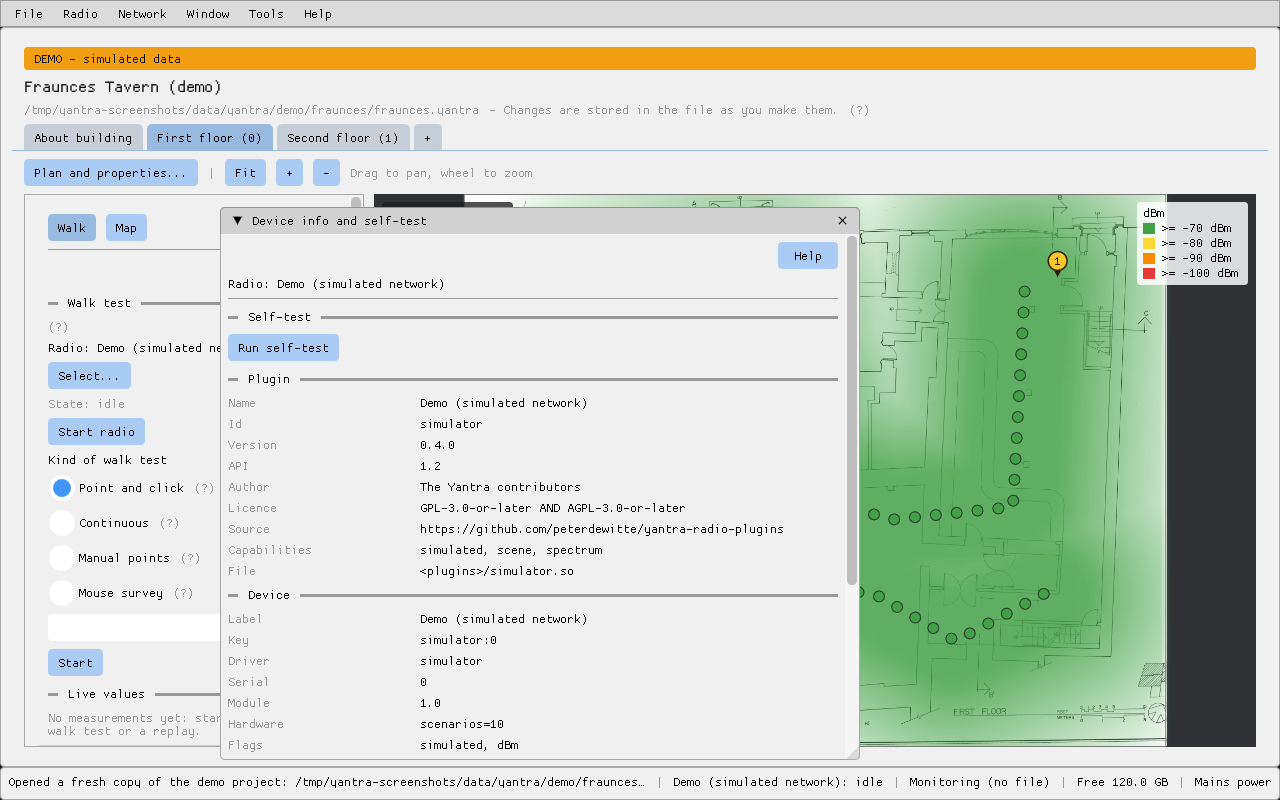 File Radio Network Window Tools Help
DEMO - simulated data
Fraunces Tavern (demo)
/tmp/yantra-screenshots/data/yantra/demo/fraunces/fraunces.yantra - Changes are stored in the file as you make them. (?)
About building First floor (0) Second floor (1) +
Plan and properties... | Fit + - Drag to pan, wheel to zoom
Walk Map
Walk test
(?)
Radio: Demo (simulated ne
Select...
State: idle
Start radio
Kind of walk test
Point and click (?)
Continuous (?)
Manual points (?)
Mouse survey (?)
Start
Live values
No measurements yet: star
walk test or a replay.
Device info and self-test
Help
Radio: Demo (simulated network)
Self-test
Run self-test
Plugin
Name Demo (simulated network)
Id simulator
Version 0.4.0
API 1.2
Author The Yantra contributors
Licence GPL-3.0-or-later AND AGPL-3.0-or-later
Source https://github.com/peterdewitte/yantra-radio-plugins
Capabilities simulated, scene, spectrum
File <plugins>/simulator.so
Device
Label Demo (simulated network)
Key simulator:0
Driver simulator
Serial 0
Module 1.0
Hardware scenarios=10
Flags simulated, dBm
A
B
1
C'
B'
FIRST FLOOR
dBm
>= -70 dBm
>= -80 dBm
>= -90 dBm
>= -100 dBm
Opened a fresh copy of the demo project: /tmp/yantra-screenshots/data/yantra/demo/fraunces… | Demo (simulated network): idle | Monitoring (no file) | Free 120.0 GB | Mains power